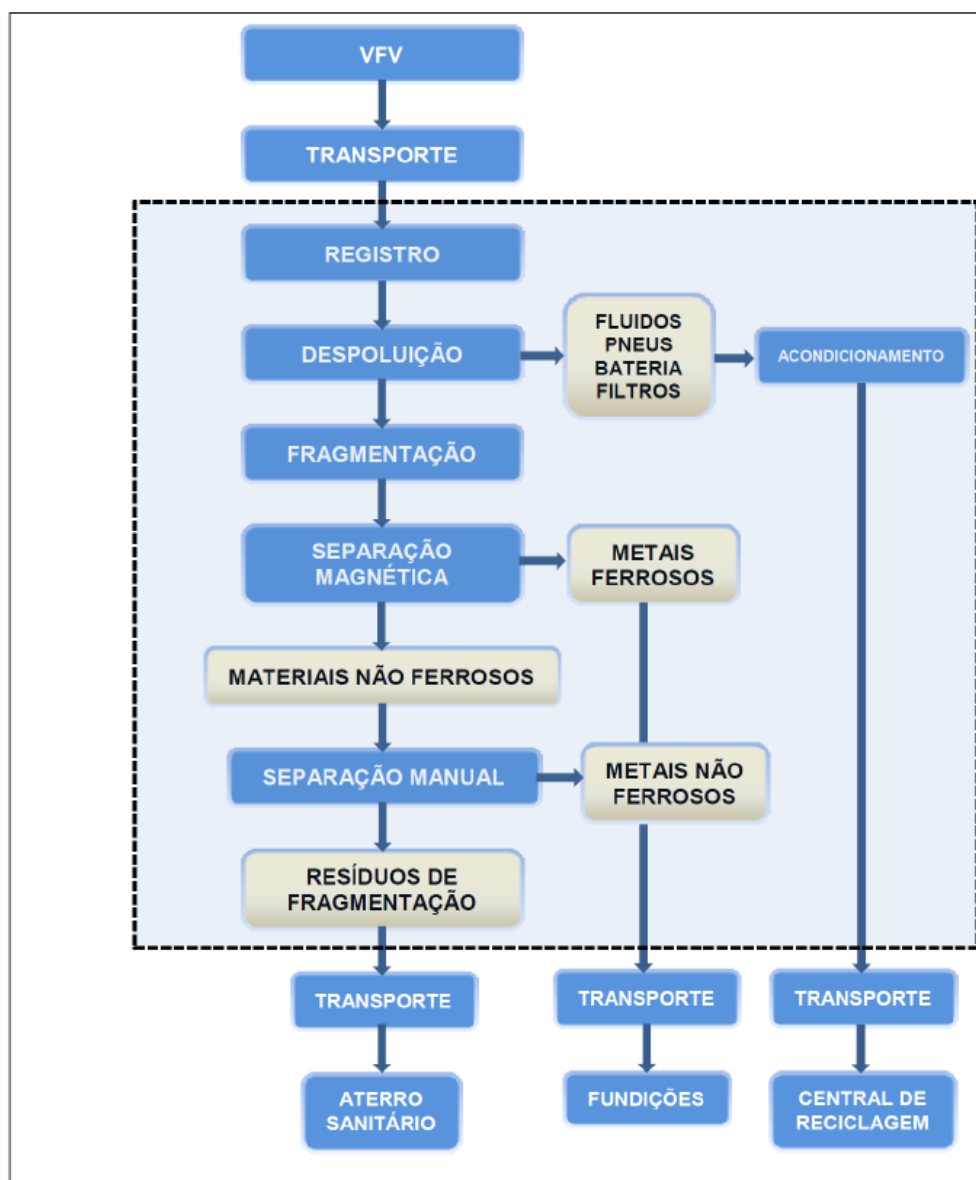 VFV
TRANSPORTE
REGISTRO
DESPOLUIÇÃO
FLUIDOS
PNEUS
BATERIA
FILTROS
ACONDICIONAMENTO
FRAGMENTAÇÃO
SEPARAÇÃO
MAGNÉTICA
METAIS
FERROSOS
MATERIAIS NÃO FERROSOS
SEPARAÇÃO MANUAL
METAIS NÃO
FERROSOS
RESÍDUOS DE
FRAGMENTAÇÃO
TRANSPORTE
TRANSPORTE
TRANSPORTE
ATERRO
SANITÁRIO
FUNDIÇÕES
CENTRAL DE
RECICLAGEM